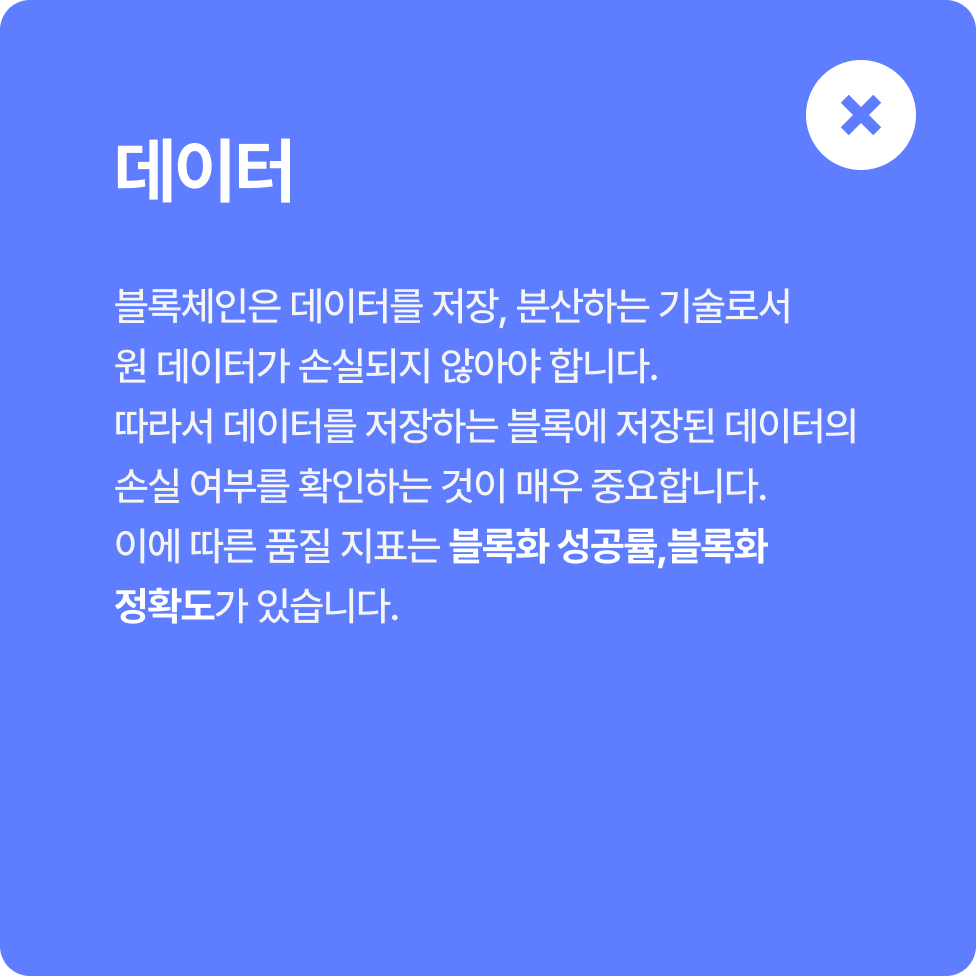 데이터
블록체인은 데이터를 저장, 분산하는 기술로서
원 데이터가 손실되지 않아야 합니다.
따라서 데이터를 저장하는 블록에 저장된 데이터의
손실 여부를 확인하는 것이 매우 중요합니다.
이에 따른 품질 지표는 블록화 성공률,블록화
정확도가 있습니다.